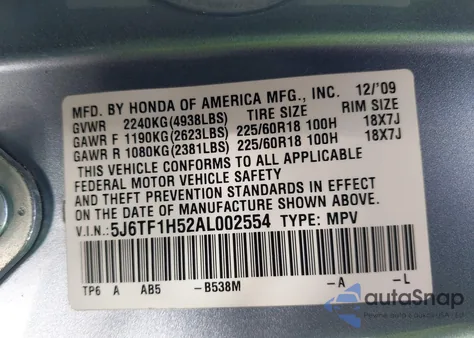 MFD. BY HONDA OF AMERICA MFG., INC. 12/'09
GVWR 2240KG(4938LBS) TIRE SIZE RIM SIZE
GAWR F 1190KG(2623LBS) 225/60R18 100H 18X7J
GAWR R 1080KG(2381LBS) 225/60R18 100H 18X7J
THIS VEHICLE CONFORMS TO ALL APPLICABLE
FEDERAL MOTOR VEHICLE SAFETY
AND THEFT PREVENTION STANDARDS IN EFFECT
ON THE DATE OF MANUFACTURE SHOWN ABOVE.
V.I.N.: 5J6TF1H52AL002554 TYPE: MPV
TP6 A AB5 -B538M -A -L
autoSnap